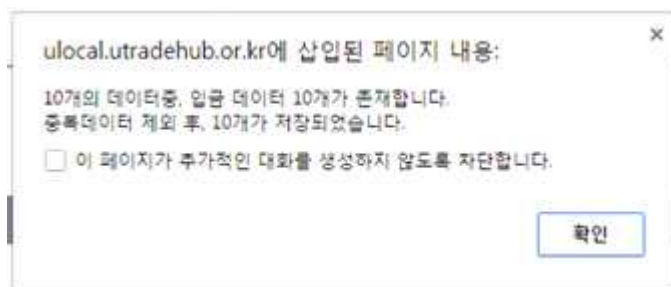 ulocal.utradehub.or.kr에 삽입된 페이지 내용:
10개의 데이터중, 입금 데이터 10개가 존재합니다.
중복데이터 제외 후, 10개가 저장되었습니다.
이 페이지가 추가적인 대화를 생성하지 않도록 차단합니다.
확인